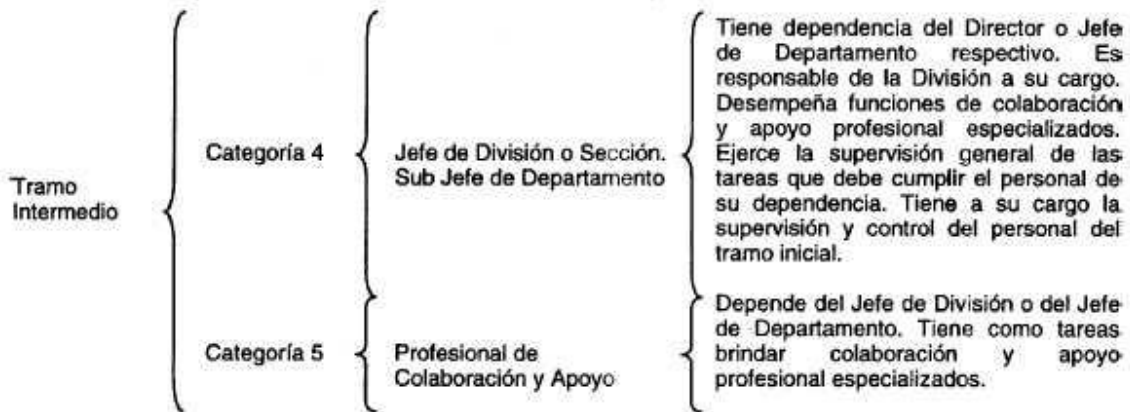 Tramo
Intermedio
Categoría 4
Jefe de División o Sección.
Sub Jefe de Departamento
Tiene dependencia del Director o Jefe
de Departamento respectivo. Es
responsable de la División a su cargo.
Desempeña funciones de colaboración
y apoyo profesional especializados.
Ejerce la supervisión general de las
tareas que debe cumplir el personal de
su dependencia. Tiene a su cargo la
supervisión y control del personal del
tramo inicial.
Categoría 5
Profesional de
Colaboración y Apoyo
Depende del Jefe de División o del Jefe
de Departamento. Tiene como tareas
brindar colaboración y apoyo
profesional especializados.